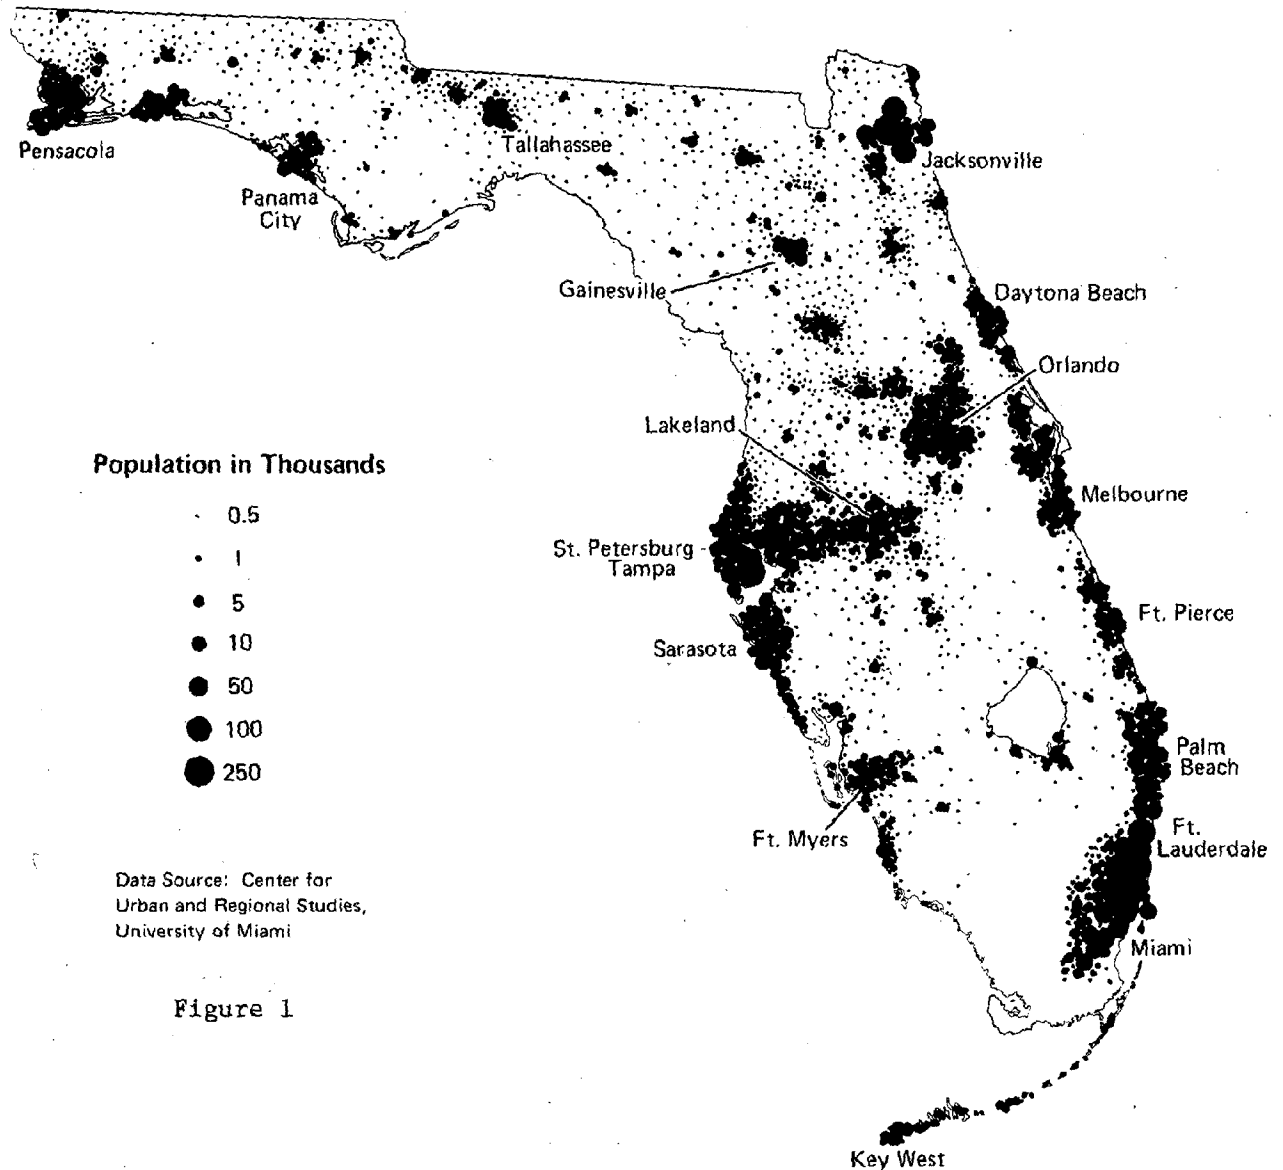 Pensacola
Tallahassee
Jacksonville
Panama
City
Gainesville
Daytona Beach
Orlando
Lakeland
Population in Thousands
0.5
1
5
10
50
100
250
Melbourne
St. Petersburg
Tampa
Ft. Pierce
Sarasota
Palm
Beach
Ft. Myers
Ft.
Lauderdale
Miami
Key West
Data Source: Center for
Urban and Regional Studies,
University of Miami
Figure 1